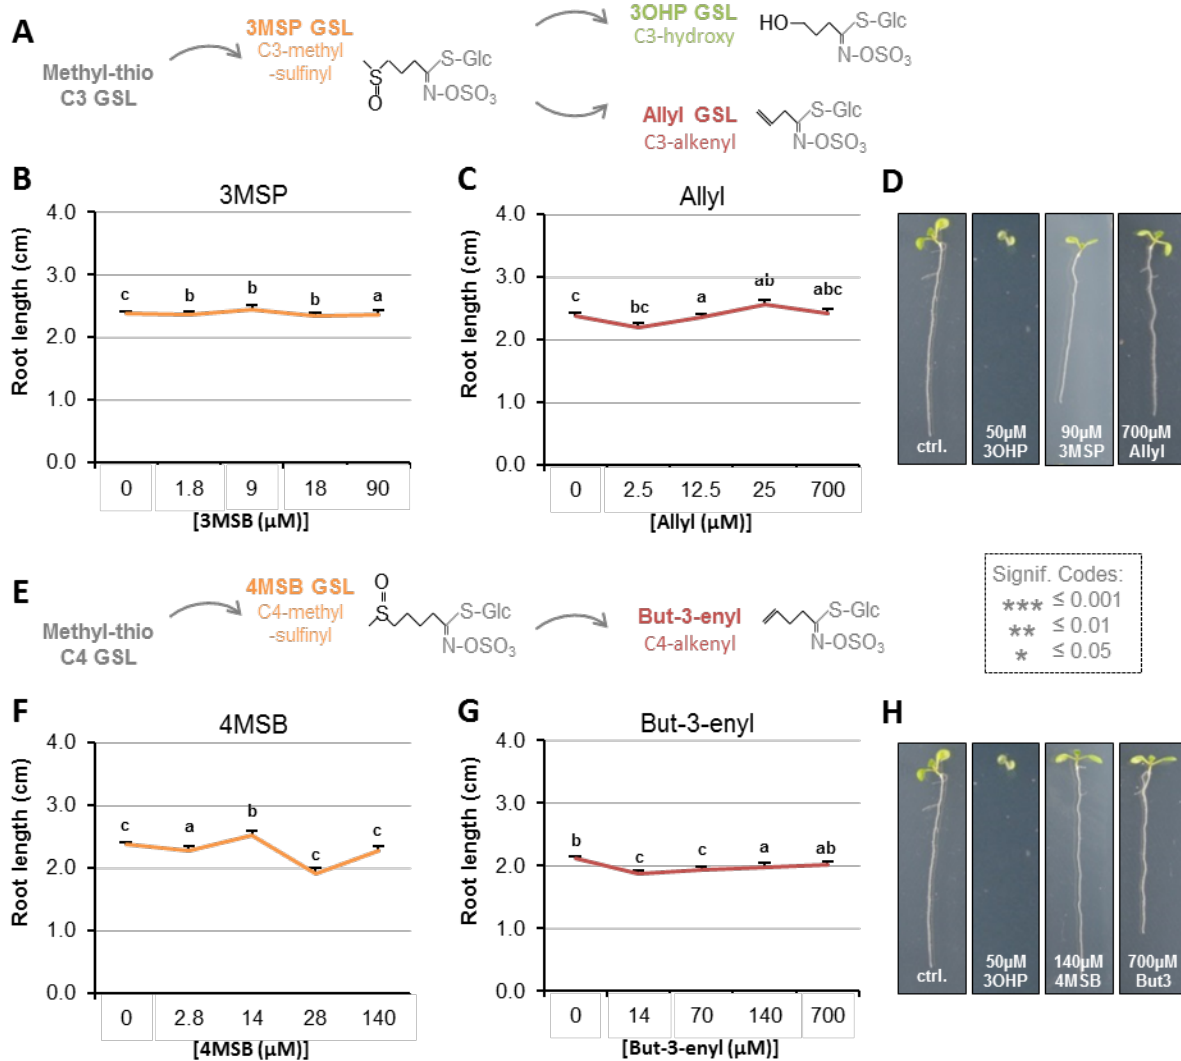 A
Methyl-thio
C3 GSL
3MSP GSL
C3-methyl
-sulfinyl
S
O
S-Glc
N-OSO3
3OHP GSL
C3-hydroxy
HO
S-Glc
N-OSO3
Allyl GSL
C3-alkenyl
S-Glc
N-OSO3
B
3MSP
Root length (cm)
4.0
3.0
2.0
1.0
0.0
c b b b a
0 1.8 9 18 90
[3MSB (µM)]
C
Allyl
Root length (cm)
4.0
3.0
2.0
1.0
0.0
c bc a ab abc
0 2.5 12.5 25 700
[Allyl (µM)]
D
ctrl.
50µM
3OHP
90µM
3MSP
700µM
Allyl
E
Methyl-thio
C4 GSL
4MSB GSL
C4-methyl
-sulfinyl
O
S
S-Glc
N-OSO3
But-3-enyl
C4-alkenyl
S-Glc
N-OSO3
Signif. Codes:
*** ≤ 0.001
** ≤ 0.01
* ≤ 0.05
F
4MSB
Root length (cm)
4.0
3.0
2.0
1.0
0.0
c a b c c
0 2.8 14 28 140
[4MSB (µM)]
G
But-3-enyl
Root length (cm)
4.0
3.0
2.0
1.0
0.0
b c c a ab
0 14 70 140 700
[But-3-enyl (µM)]
H
ctrl.
50µM
3OHP
140µM
4MSB
700µM
But3